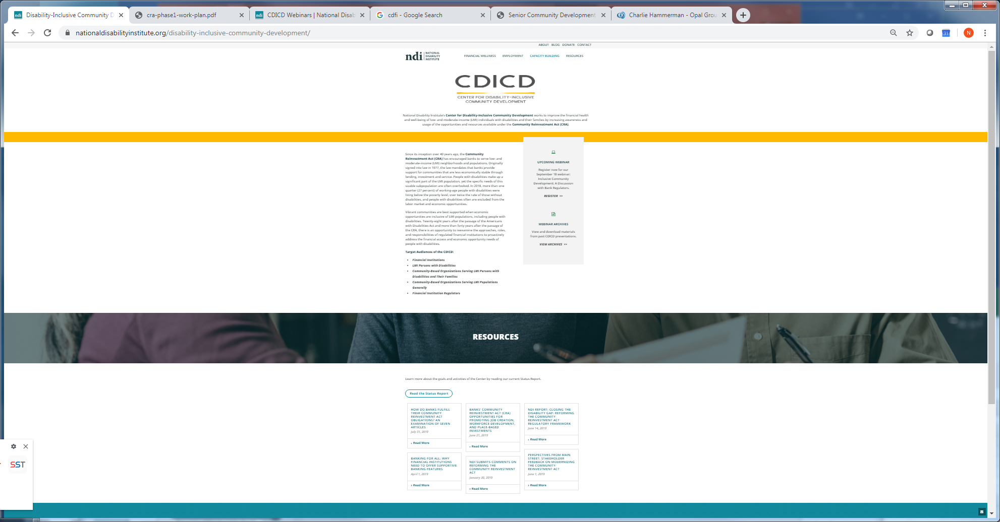 Disability-Inclusive Community D
cra-phase1-work-plan.pdf
CDICD Webinars | National Disab
cdfi - Google Search
Senior Community Development
Charlie Hammerman - Opal Grou
nationaldisabilityinstitute.org/disability-inclusive-community-development/
31
N
ABOUT BLOG DONATE CONTACT
ndi NATIONAL
DISABILITY
INSTITUTE
FINANCIAL WELLNESS EMPLOYMENT CAPACITY BUILDING RESOURCES
CDICD
CENTER FOR DISABILITY-INCLUSIVE
COMMUNITY DEVELOPMENT
National Disability Institute's Center for Disability-Inclusive Community Development works to improve the financial health
and well-being of low- and moderate-income (LMI) individuals with disabilities and their families by increasing awareness and
usage of the opportunities and resources available under the Community Reinvestment Act (CRA).
Since its inception over 40 years ago, the Community
Reinvestment Act (CRA) has encouraged banks to serve low- and
moderate-income (LMI) neighborhoods and populations. Originally
signed into law in 1977, the law mandates that banks provide
support for communities that are less economically stable through
lending, investment and service. People with disabilities make up a
significant part of the LMI population, yet the specific needs of this
sizable subpopulation are often overlooked. In 2018, more than one
quarter (27 percent) of working-age people with disabilities were
living below the poverty level, over twice the rate of those without
disabilities, and people with disabilities often are excluded from the
labor market and economic opportunities.
Vibrant communities are best supported when economic
opportunities are inclusive of LMI populations, including people with
disabilities. Twenty-eight years after the passage of the Americans
with Disabilities Act and more than forty years after the passage of
the CRA, there is an opportunity to reexamine the approaches, roles,
and responsibilities of regulated financial institutions to proactively
address the financial access and economic opportunity needs of
people with disabilities.
Target Audiences of the CDICD:
• Financial Institutions
• LMI Persons with Disabilities
• Community-Based Organizations Serving LMI Persons with
Disabilities and Their Families
• Community-Based Organizations Serving LMI Populations
Generally
• Financial Institution Regulators
UPCOMING WEBINAR
Register now for our
September 18 webinar:
Inclusive Community
Development: A Discussion
with Bank Regulators.
REGISTER >>
WEBINAR ARCHIVES
View and download materials
from past CDICD presentations.
VIEW ARCHIVES >>
RESOURCES
Learn more about the goals and activities of the Center by reading our current Status Report.
Read the Status Report
HOW DO BANKS FULFILL
THEIR COMMUNITY
REINVESTMENT ACT
OBLIGATIONS? AN
EXAMINATION OF SEVEN
ARTICLES
July 31, 2019
› Read More
BANKS' COMMUNITY
REINVESTMENT ACT (CRA)
OPPORTUNITIES FOR
PROMOTING JOB CREATION,
WORKFORCE DEVELOPMENT,
AND PLACE-BASED
INVESTMENTS
June 21, 2019
› Read More
NDI REPORT: CLOSING THE
DISABILITY GAP: REFORMING
THE COMMUNITY
REINVESTMENT ACT
REGULATORY FRAMEWORK
June 14, 2019
› Read More
BANKING FOR ALL: WHY
FINANCIAL INSTITUTIONS
NEED TO OFFER SUPPORTIVE
BANKING FEATURES
April 1, 2019
› Read More
NDI SUBMITS COMMENTS ON
REFORMING THE
COMMUNITY REINVESTMENT
ACT
January 30, 2019
› Read More
PERSPECTIVES FROM MAIN
STREET: STAKEHOLDER
FEEDBACK ON MODERNIZING
THE COMMUNITY
REINVESTMENT ACT
June 1, 2019
› Read More
SST